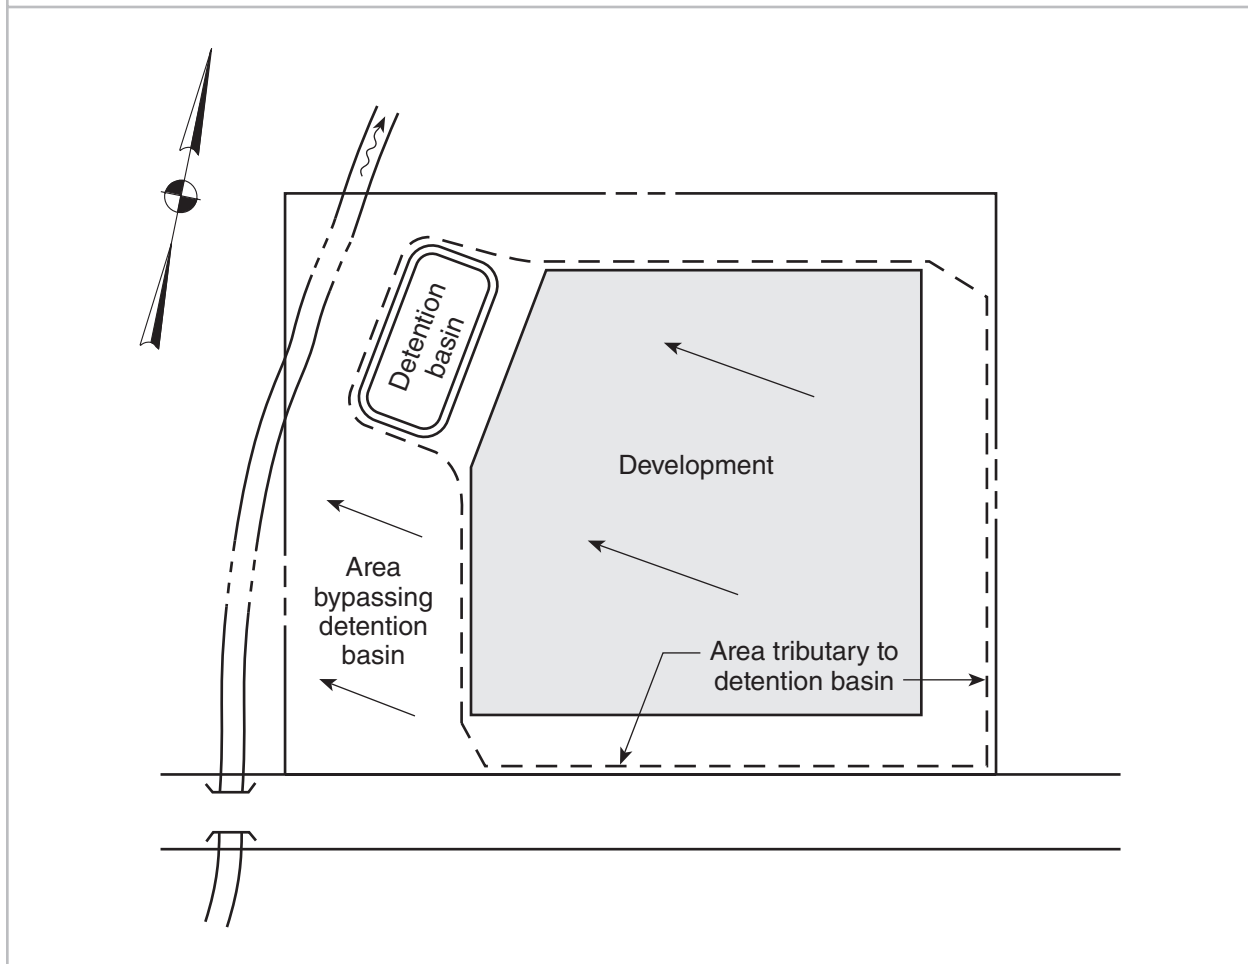 Detention
basin
Development
Area
bypassing
detention
basin
Area tributary to
detention basin